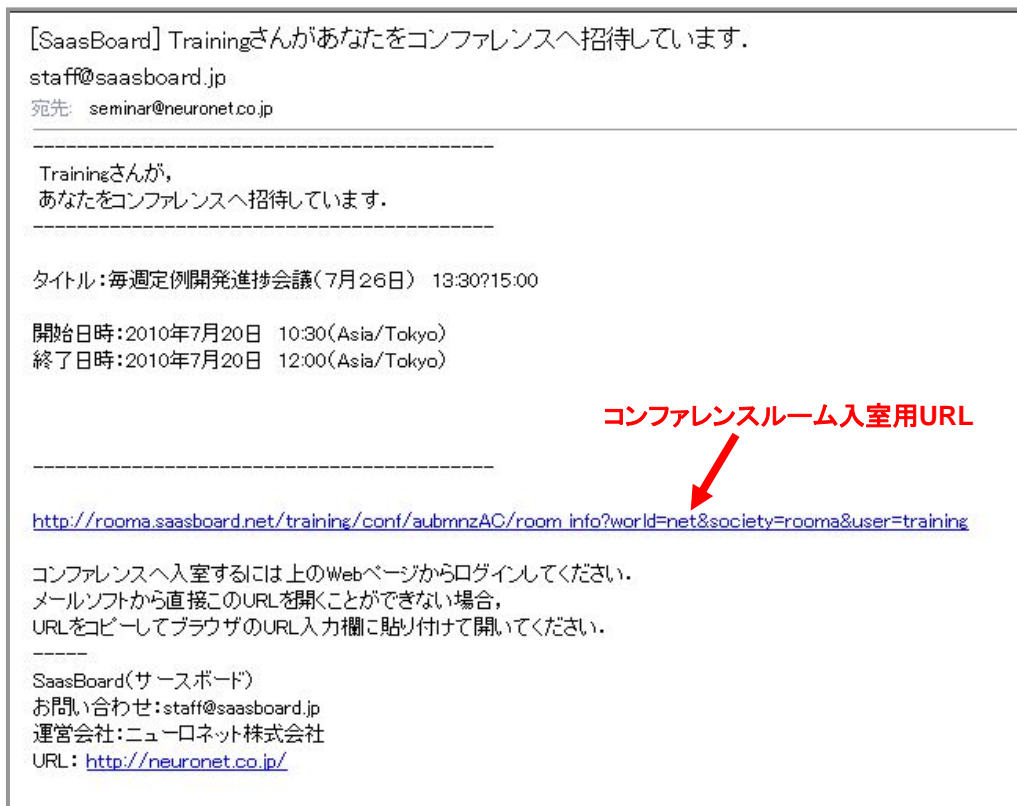 [SaasBoard] Trainingさんがあなたをコンファレンスへ招待しています.
staff@saasboard.jp
宛先: seminar@neuronet.co.jp
------------------------------------------
Trainingさんが，
あなたをコンファレンスへ招待しています.
------------------------------------------
タイトル：毎週定例開発進捗会議（７月２６日） 13:30?15:00
開始日時：2010年7月20日 10:30(Asia/Tokyo)
終了日時：2010年7月20日 12:00(Asia/Tokyo)
コンファレンスルーム入室用URL
------------------------------------------
http://rooma.saasboard.net/training/conf/aubmnzAC/room_info?world=net&society=rooma&user=training
コンファレンスへ入室するには上のWebページからログインしてください.
メールソフトから直接このURLを開くことができない場合，
URLをコピーしてブラウザのURL入力欄に貼り付けて開いてください.
-----
SaasBoard(サースボード)
お問い合わせ：staff@saasboard.jp
運営会社：ニューロネット株式会社
URL： http://neuronet.co.jp/